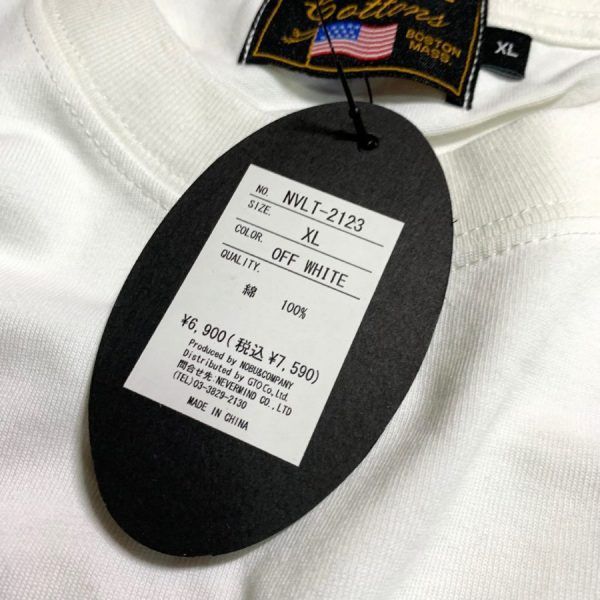 Cottons
BOSTON
MASS.
XL
NO. NVLT-2123
SIZE. XL
COLOR. OFF WHITE
QUALITY.
綿 100%
¥6,900(税込 ¥7,590)
Produced by NOBU&COMPANY
Distributed by GTO Co,Ltd.
問合せ先:NEVERMIND CO.,LTD
(TEL)03-3829-2130
MADE IN CHINA